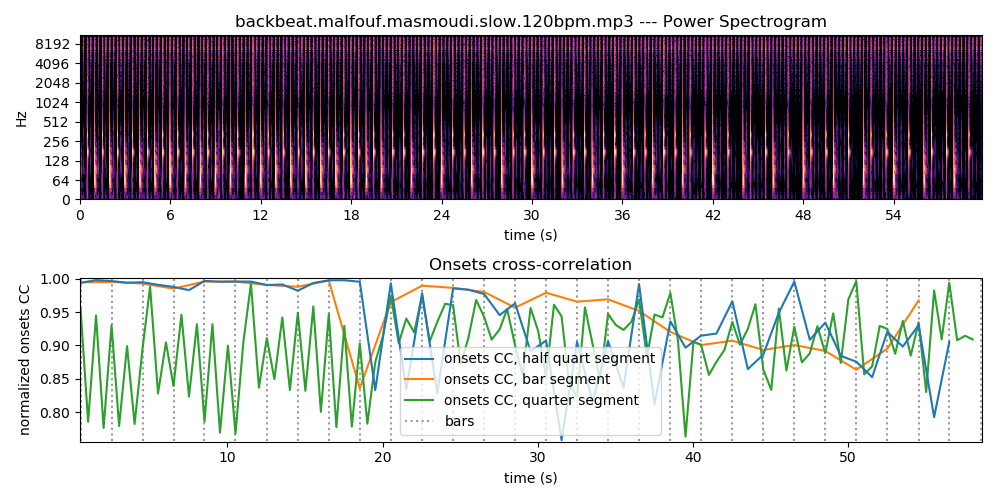 backbeat.malfouf.masmoudi.slow.120bpm.mp3 --- Power Spectrogram
8192
4096
2048
1024
512
256
128
64
0
Hz
0 6 12 18 24 30 36 42 48 54
time (s)
Onsets cross-correlation
1.00
0.95
0.90
0.85
0.80
normalized onsets CC
onsets CC, half quart segment
onsets CC, bar segment
onsets CC, quarter segment
bars
10 20 30 40 50
time (s)